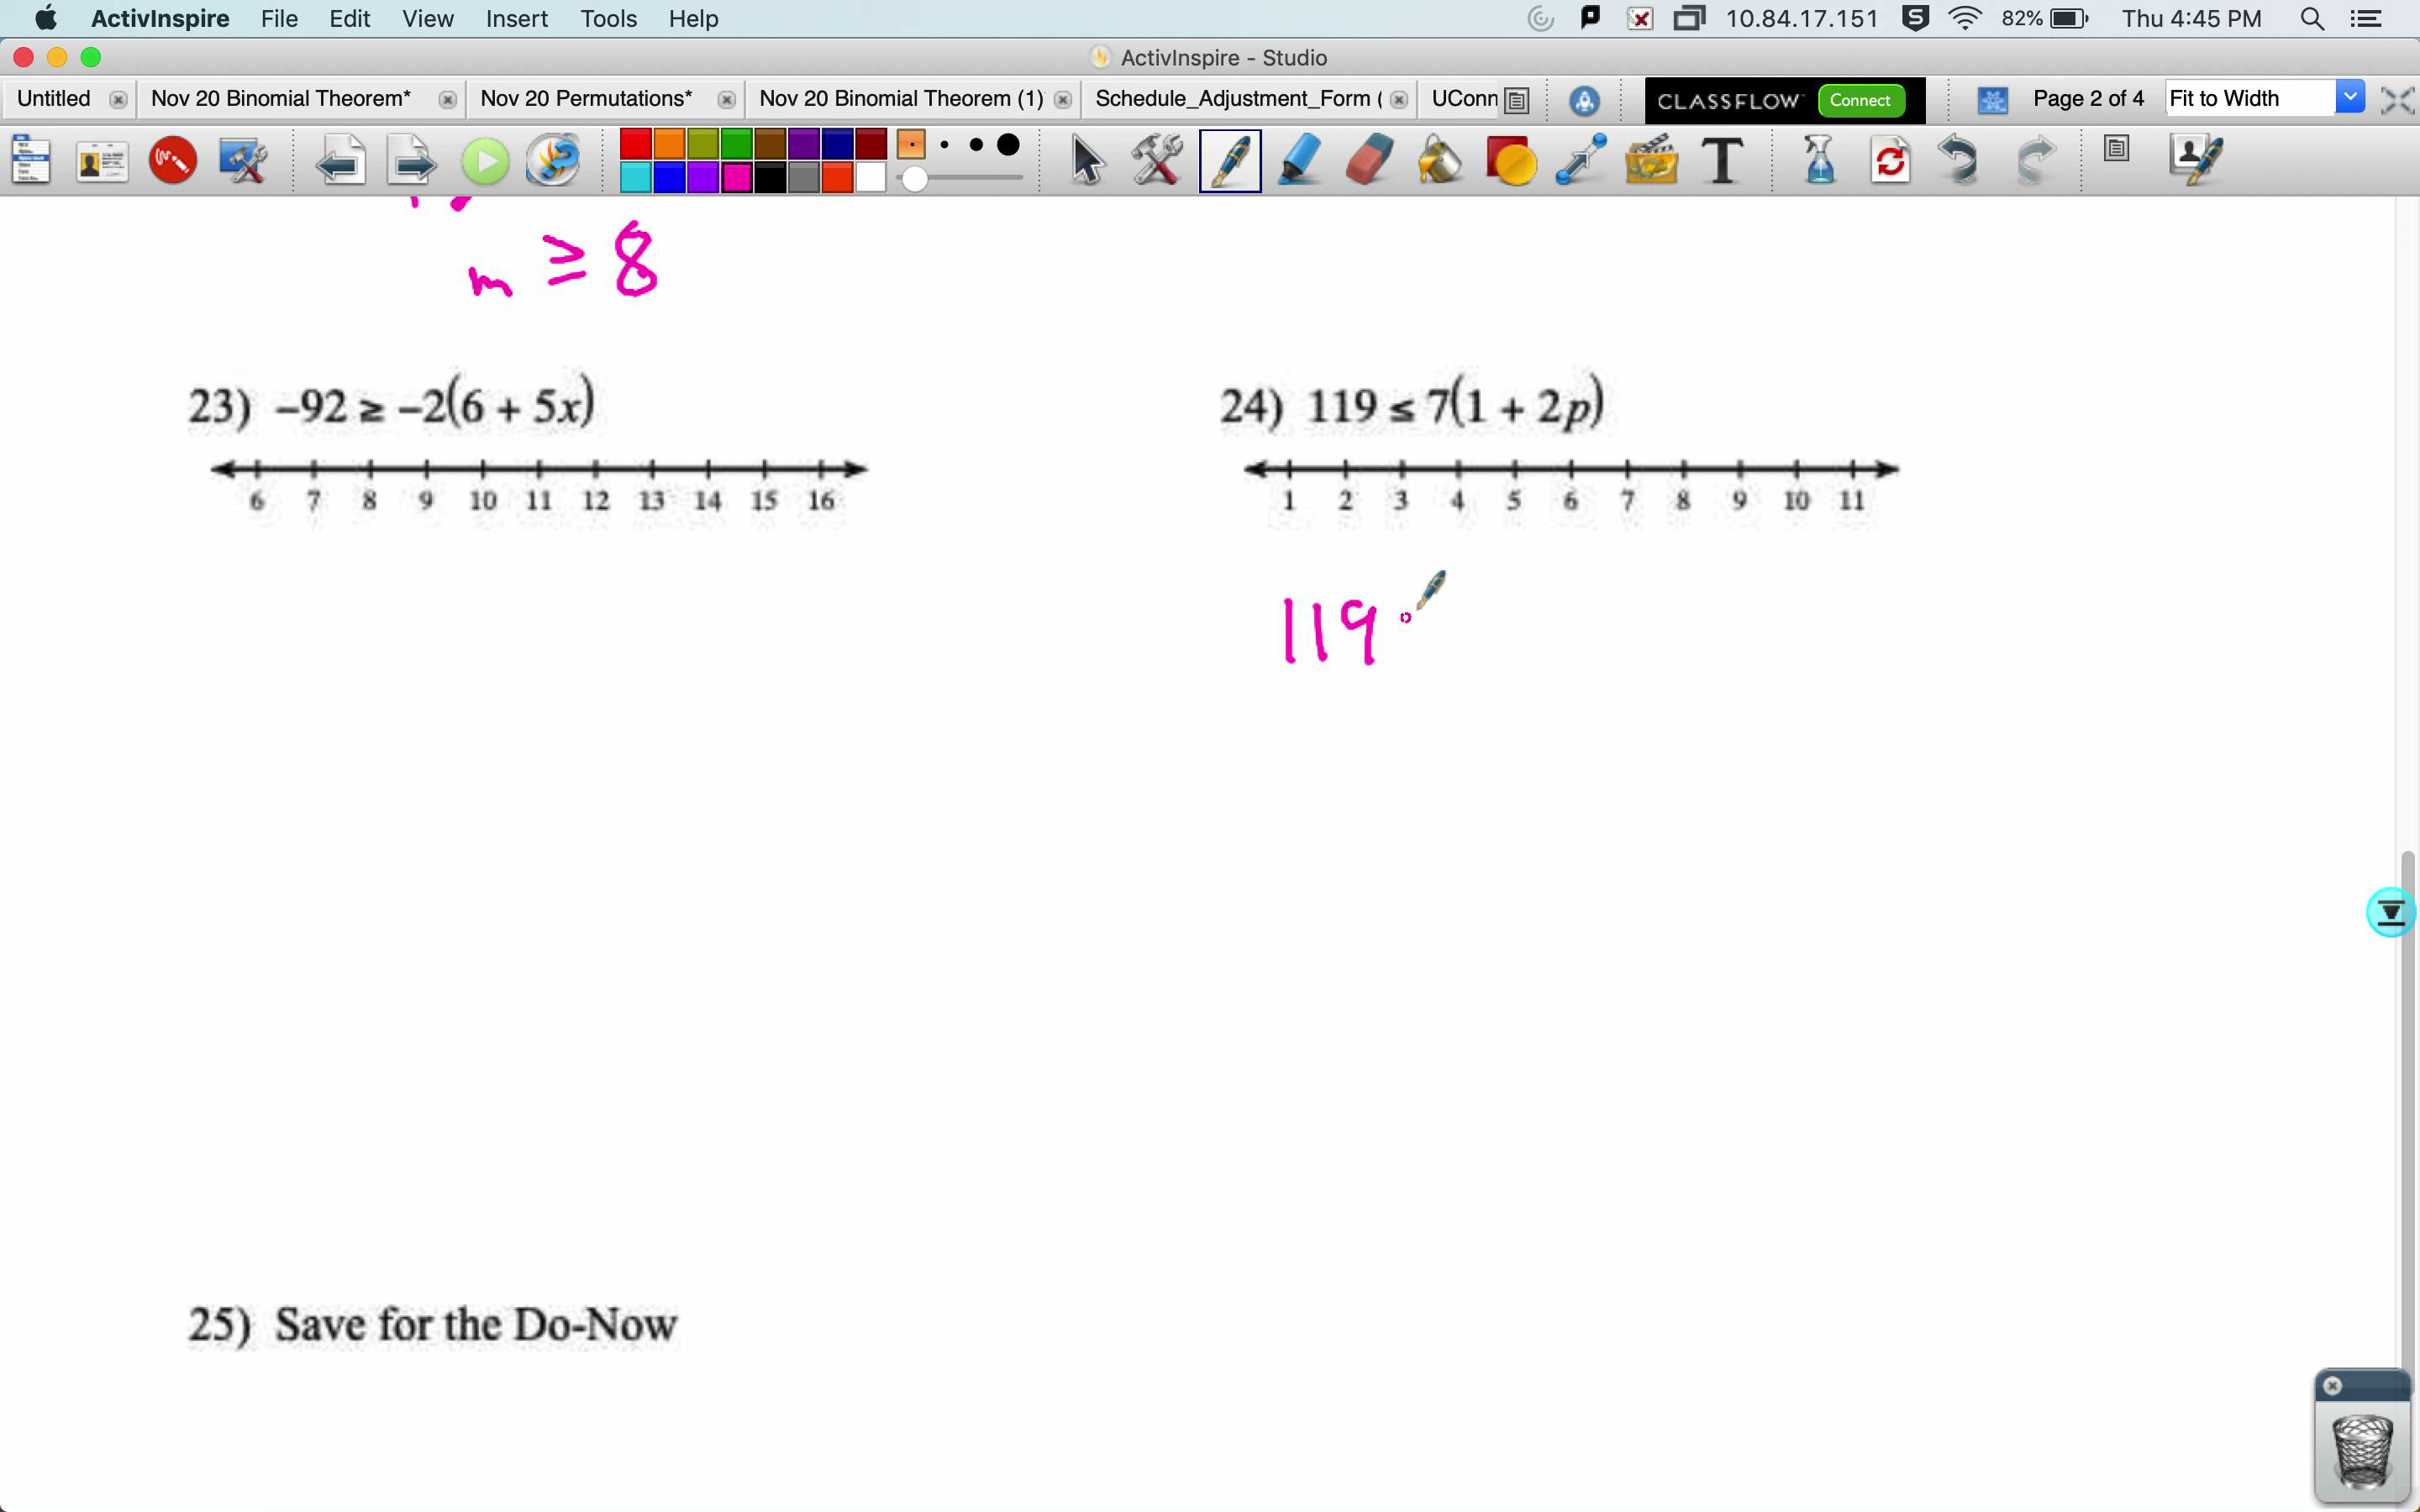 ActivInspire File Edit View Insert Tools Help 10.84.17.151 82% Thu 4:45 PM
ActivInspire - Studio
Untitled Nov 20 Binomial Theorem* Nov 20 Permutations* Nov 20 Binomial Theorem (1) Schedule_Adjustment_Form ( UConn CLASSFLOW Connect Page 2 of 4 Fit to Width
m ≥ 8
23) -92 ≥ -2(6 + 5x)
6 7 8 9 10 11 12 13 14 15 16
24) 119 ≤ 7(1 + 2p)
1 2 3 4 5 6 7 8 9 10 11
119
25) Save for the Do-Now